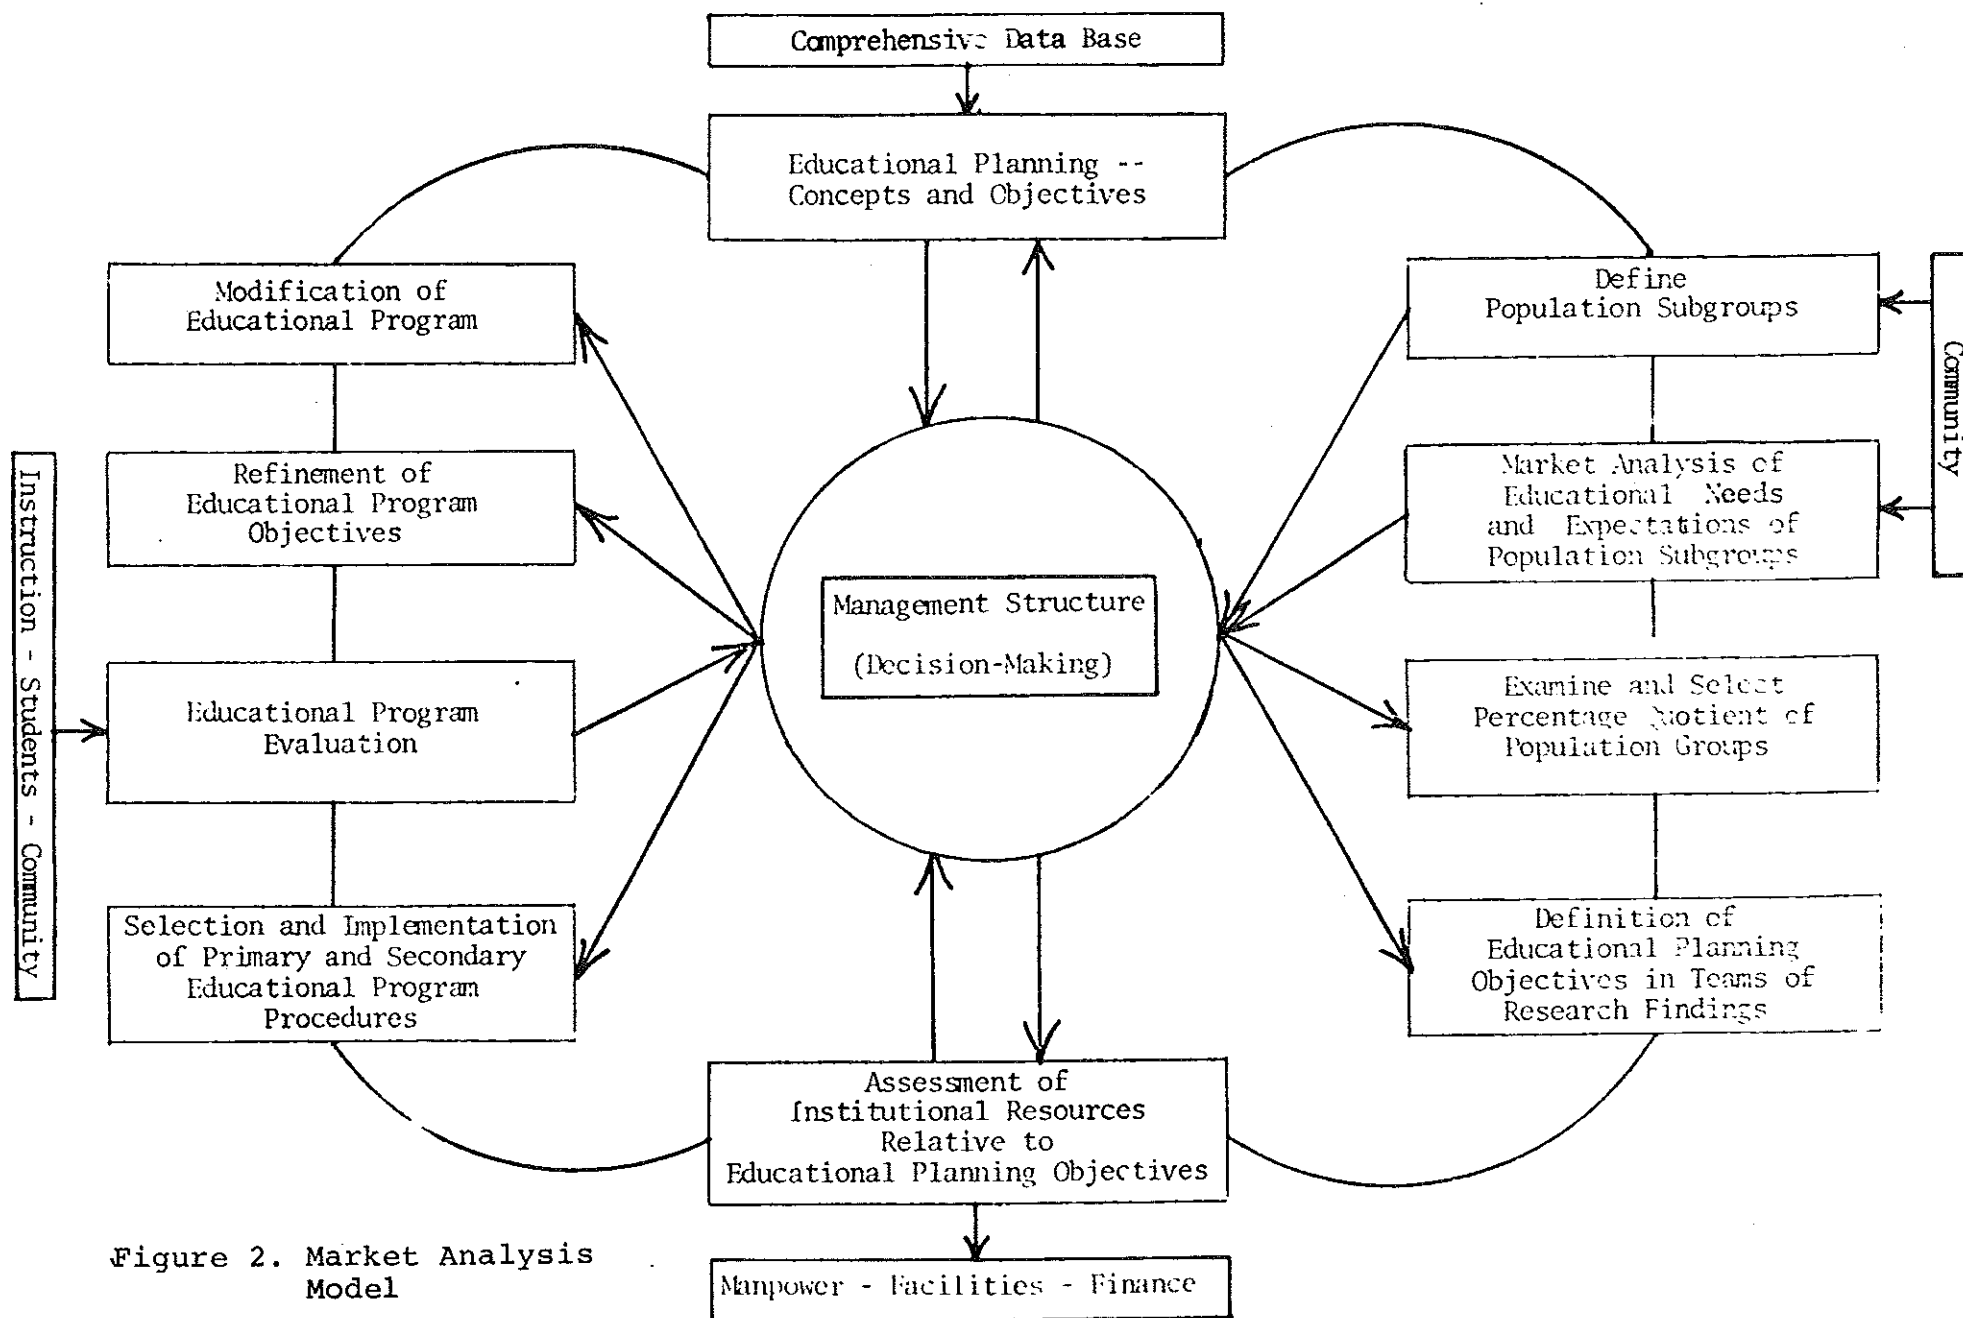 Comprehensive Data Base
Educational Planning --
Concepts and Objectives
Modification of
Educational Program
Define
Population Subgroups
Community
Refinement of
Educational Program
Objectives
Market Analysis of
Educational Needs
and Expectations of
Population Subgroups
Instruction - Students - Community
Management Structure
(Decision-Making)
Educational Program
Evaluation
Examine and Select
Percentage Quotient of
Population Groups
Selection and Implementation
of Primary and Secondary
Educational Program
Procedures
Definition of
Educational Planning
Objectives in Teams of
Research Findings
Assessment of
Institutional Resources
Relative to
Educational Planning Objectives
Manpower - Facilities - Finance
Figure 2. Market Analysis
Model